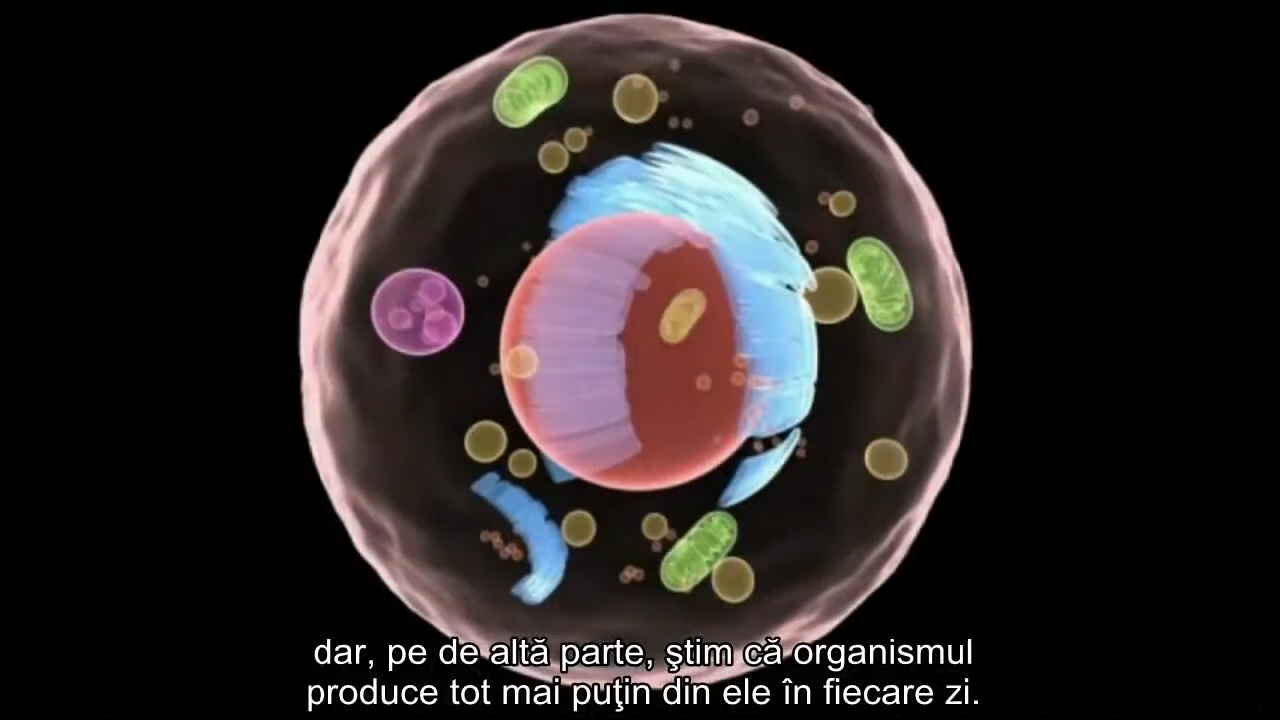 dar, pe de altă parte, ştim că organismul
produce tot mai puţin din ele în fiecare zi.